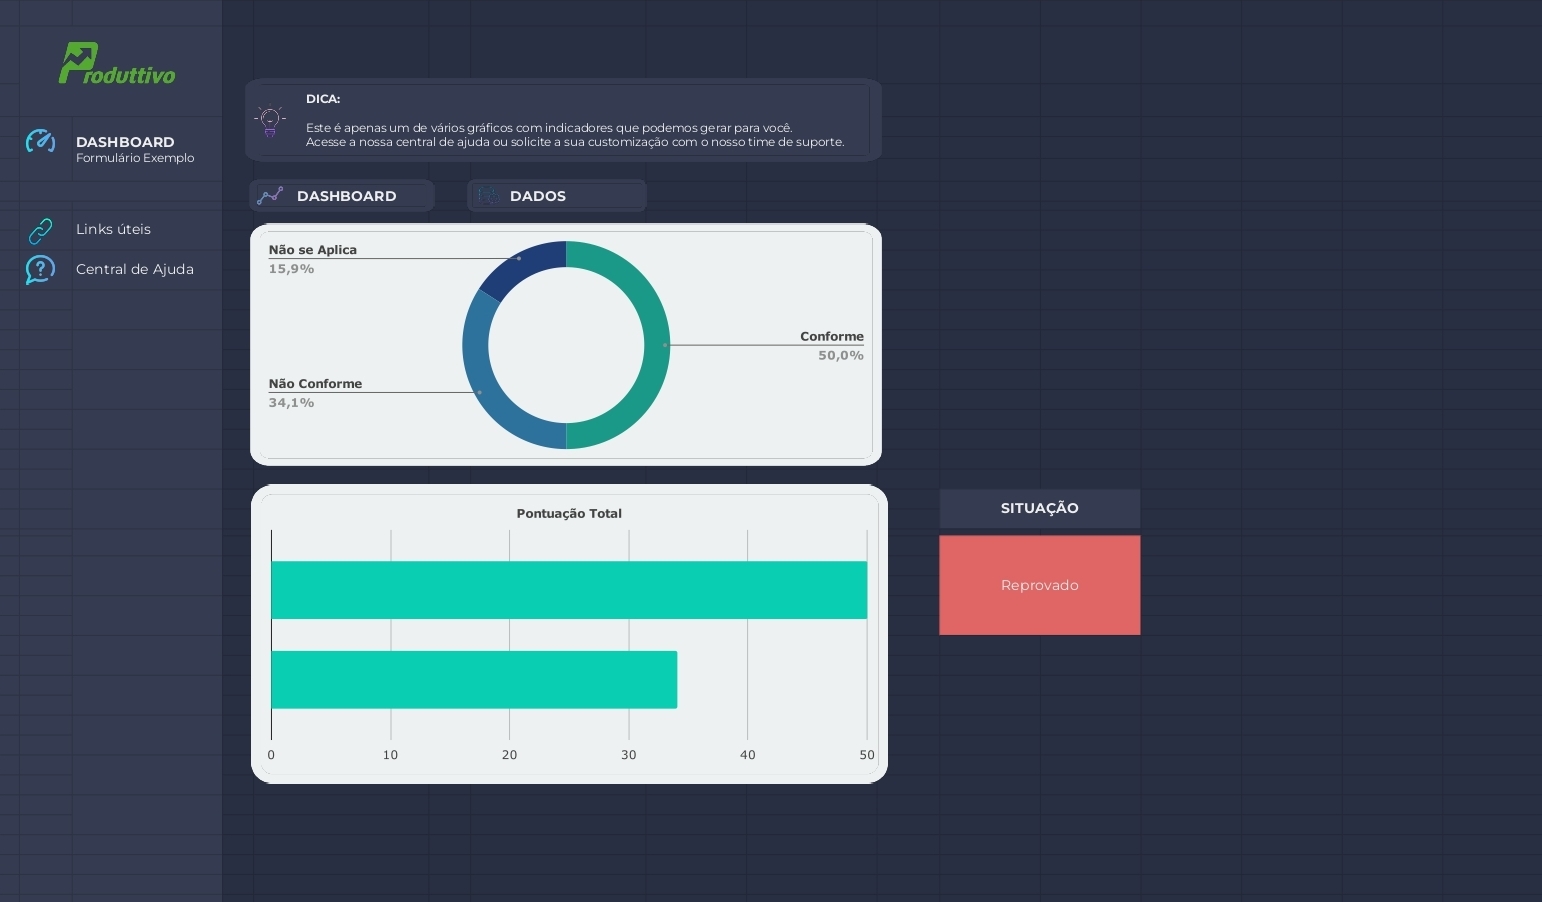 Produttivo
DASHBOARD
Formulário Exemplo
Links úteis
Central de Ajuda
DICA:
Este é apenas um de vários gráficos com indicadores que podemos gerar para você.
Acesse a nossa central de ajuda ou solicite a sua customização com o nosso time de suporte.
DASHBOARD
DADOS
Não se Aplica
15,9%
Conforme
50,0%
Não Conforme
34,1%
Pontuação Total
0 10 20 30 40 50
SITUAÇÃO
Reprovado